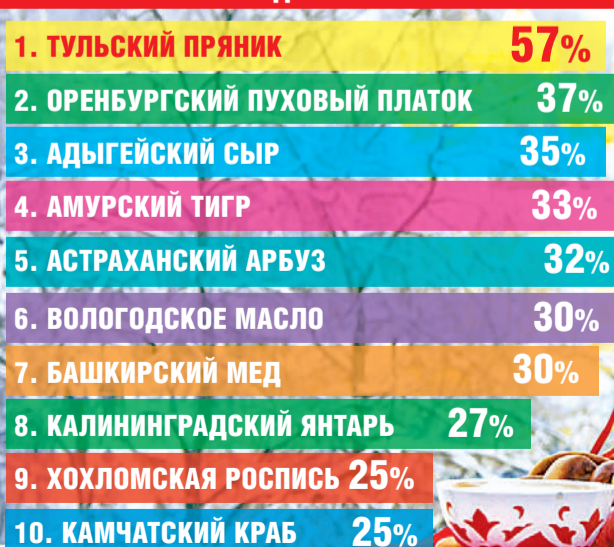 1. ТУЛЬСКИЙ ПРЯНИК 57%
2. ОРЕНБУРГСКИЙ ПУХОВЫЙ ПЛАТОК 37%
3. АДЫГЕЙСКИЙ СЫР 35%
4. АМУРСКИЙ ТИГР 33%
5. АСТРАХАНСКИЙ АРБУЗ 32%
6. ВОЛОГОДСКОЕ МАСЛО 30%
7. БАШКИРСКИЙ МЕД 30%
8. КАЛИНИНГРАДСКИЙ ЯНТАРЬ 27%
9. ХОХЛОМСКАЯ РОСПИСЬ 25%
10. КАМЧАТСКИЙ КРАБ 25%